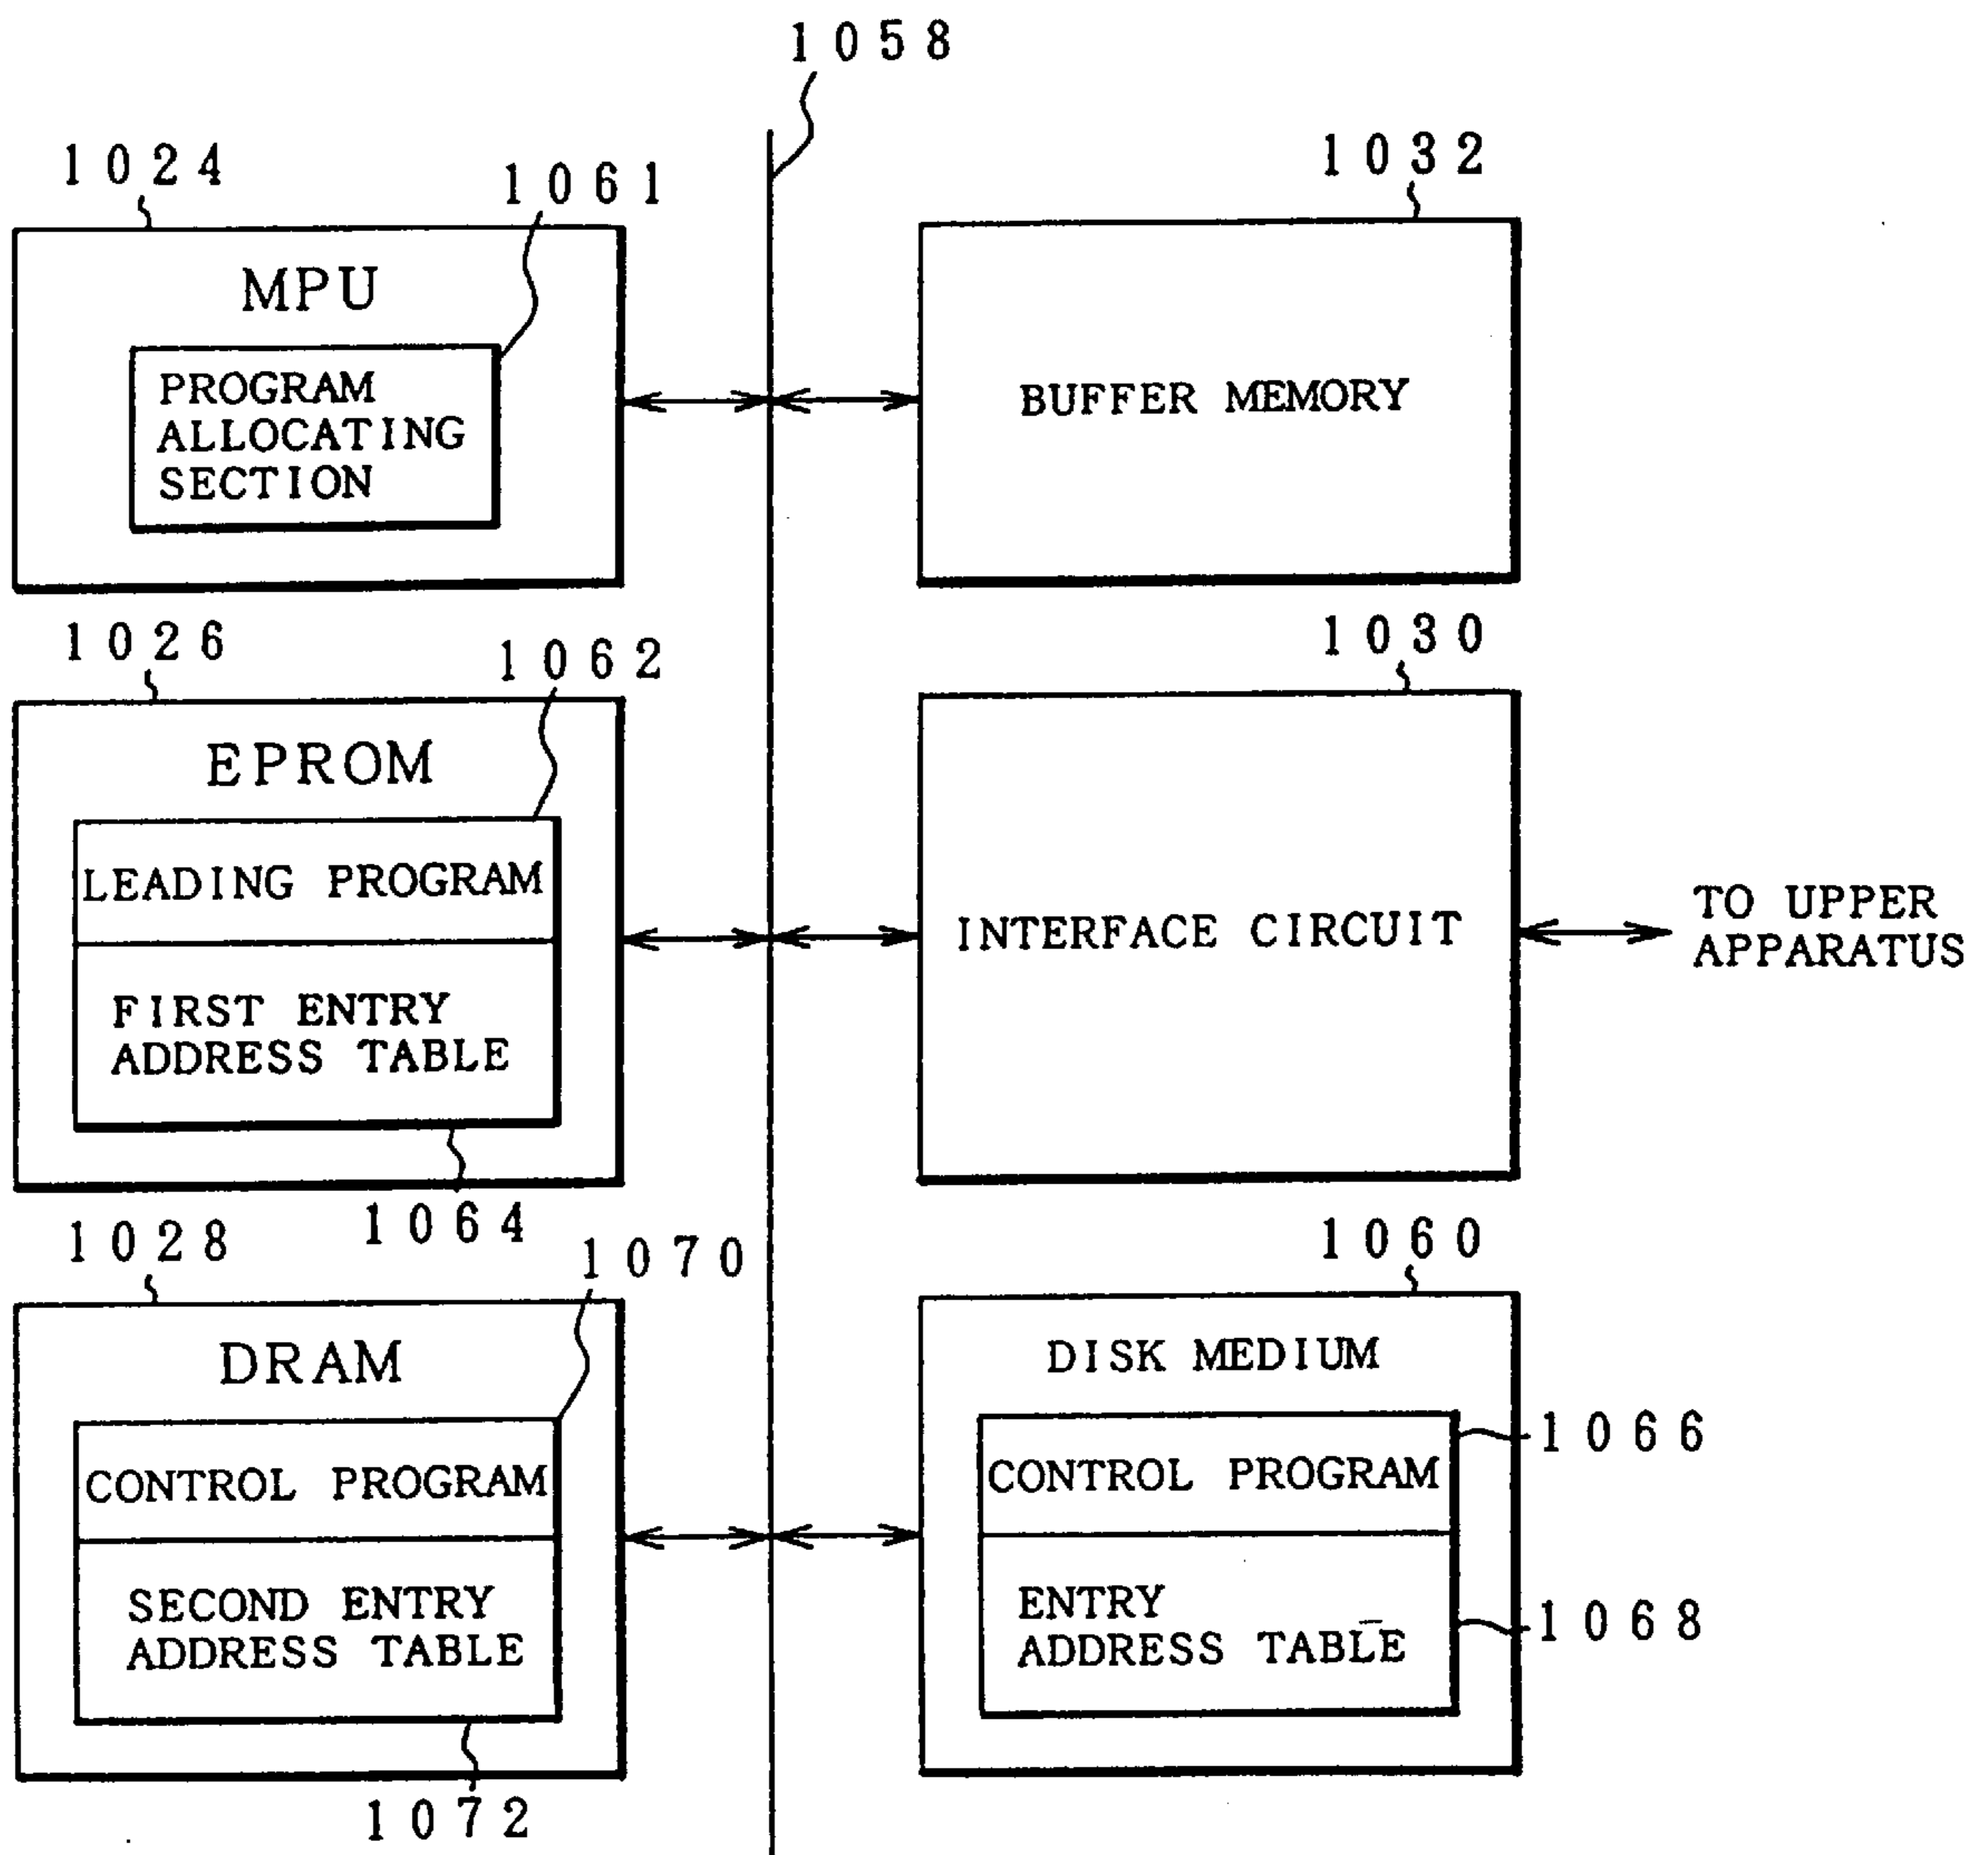 1058
1024
1061
MPU
PROGRAM
ALLOCATING
SECTION
1032
BUFFER MEMORY
1026
1062
EPROM
LEADING PROGRAM
FIRST ENTRY
ADDRESS TABLE
1064
1030
INTERFACE CIRCUIT
TO UPPER
APPARATUS
1028
1070
DRAM
CONTROL PROGRAM
SECOND ENTRY
ADDRESS TABLE
1072
1060
DISK MEDIUM
CONTROL PROGRAM
1066
ENTRY
ADDRESS TABLE
1068